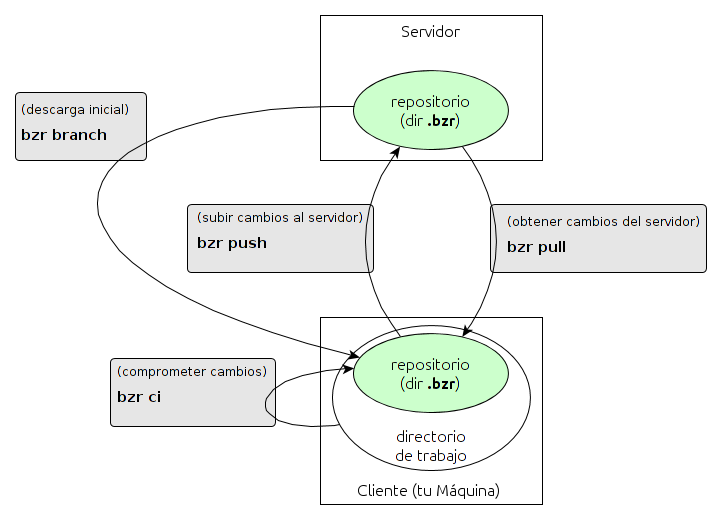 Servidor
repositorio
(dir .bzr)
(descarga inicial)
bzr branch
(subir cambios al servidor)
bzr push
(obtener cambios del servidor)
bzr pull
(comprometer cambios)
bzr ci
repositorio
(dir .bzr)
directorio
de trabajo
Cliente (tu Máquina)